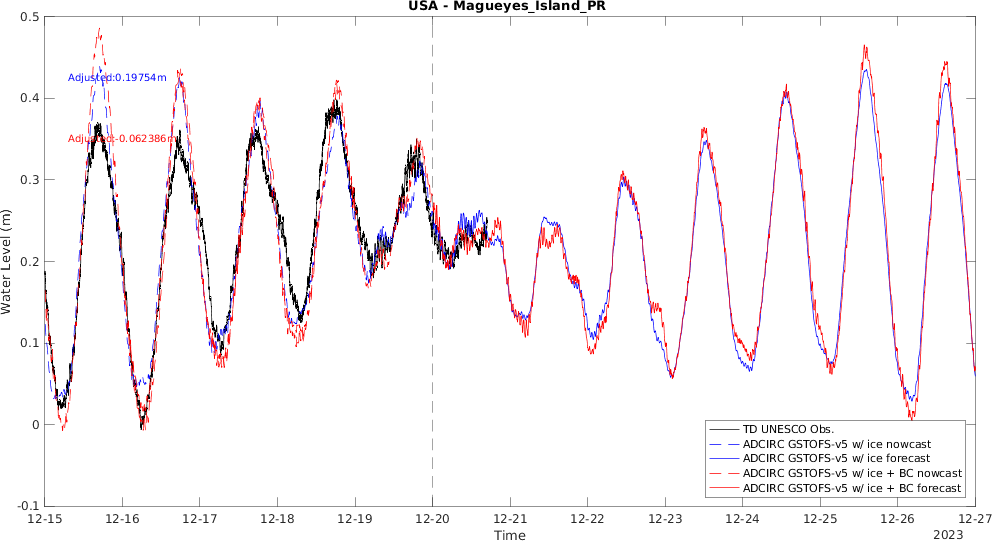 USA - Magueyes_Island_PR
0.5
0.4
0.3
0.2
0.1
0
-0.1
Water Level (m)
Adjusted:0.19754m
Adjusted:-0.062386m
TD UNESCO Obs.
ADCIRC GSTOFS-v5 w/ ice nowcast
ADCIRC GSTOFS-v5 w/ ice forecast
ADCIRC GSTOFS-v5 w/ ice + BC nowcast
ADCIRC GSTOFS-v5 w/ ice + BC forecast
12-15 12-16 12-17 12-18 12-19 12-20 12-21 12-22 12-23 12-24 12-25 12-26 12-27
Time
2023